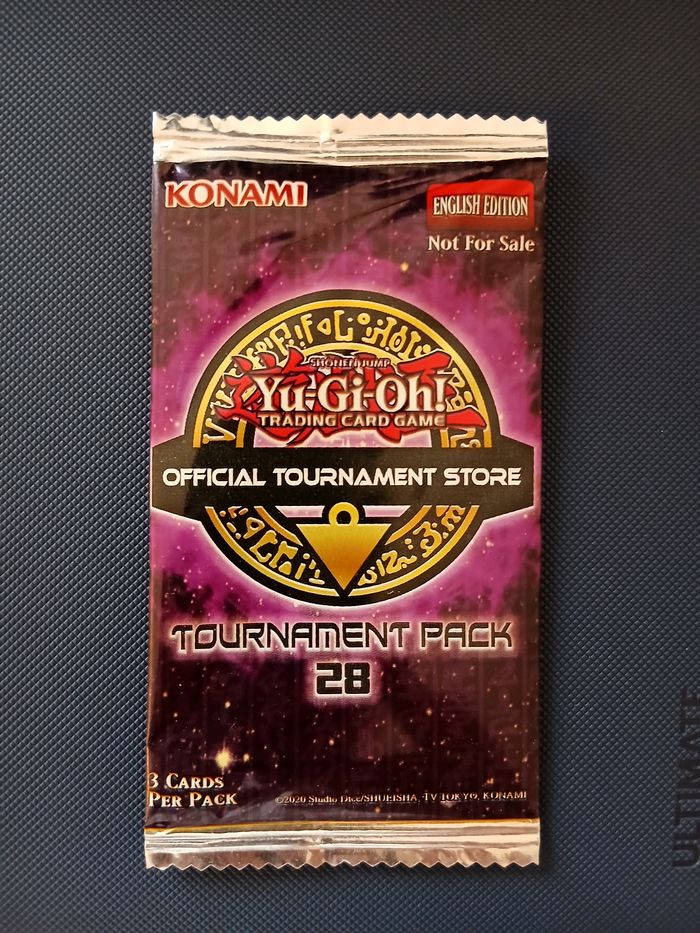 KONAMI
ENGLISH EDITION
Not For Sale
SHONEN JUMP
Yu-Gi-Oh!
TRADING CARD GAME
OFFICIAL TOURNAMENT STORE
TOURNAMENT PACK
28
3 CARDS
PER PACK
©2020 Studio Dice/SHUEISHA, TV TOKYO, KONAMI
ULTIMATE